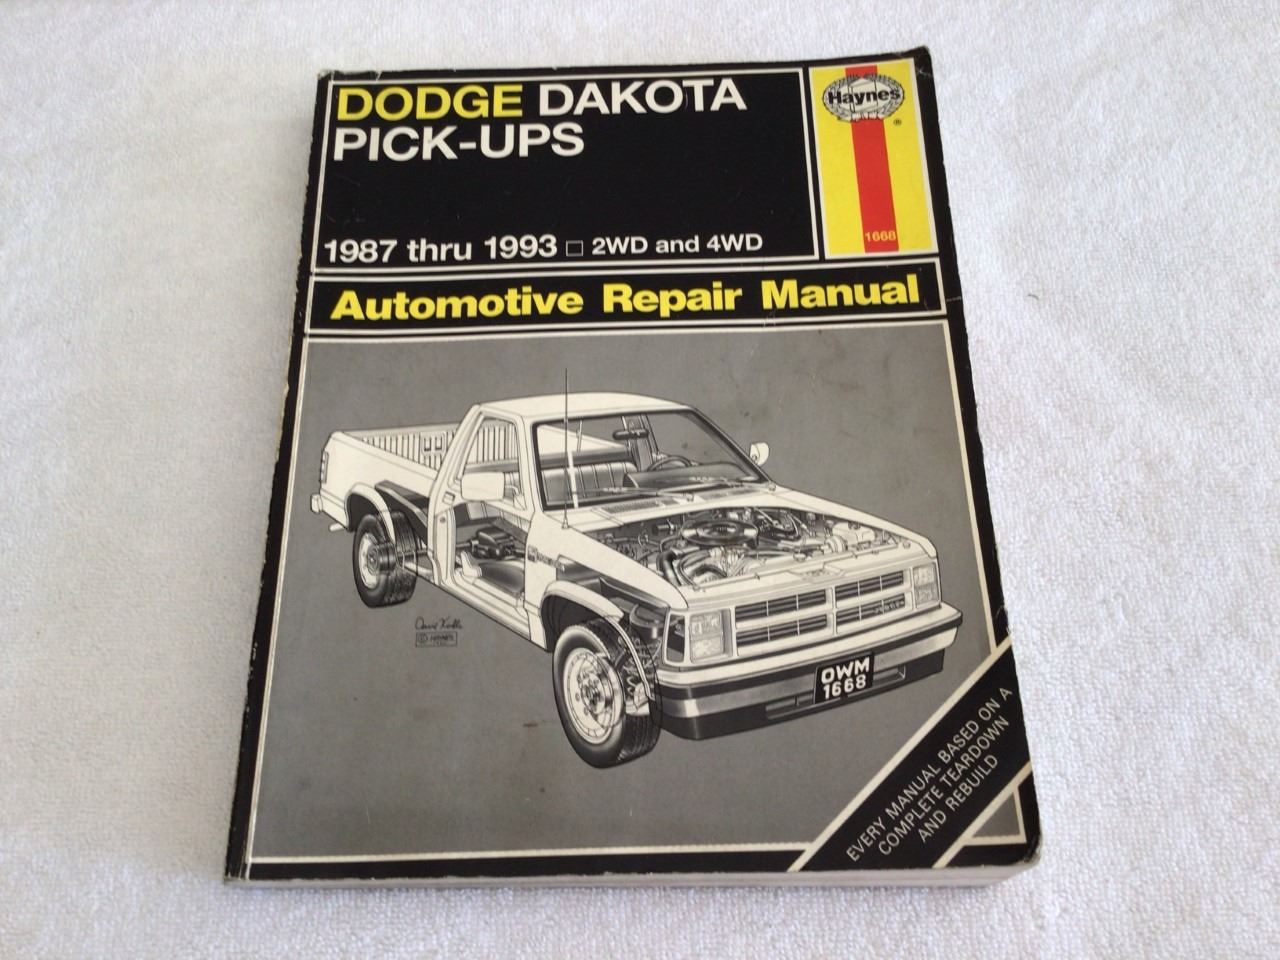 DODGE DAKOTA
PICK-UPS
Haynes
®
1668
1987 thru 1993 □ 2WD and 4WD
Automotive Repair Manual
© HAYNES
OWM
1668
EVERY MANUAL BASED ON A
COMPLETE TEARDOWN
AND REBUILD